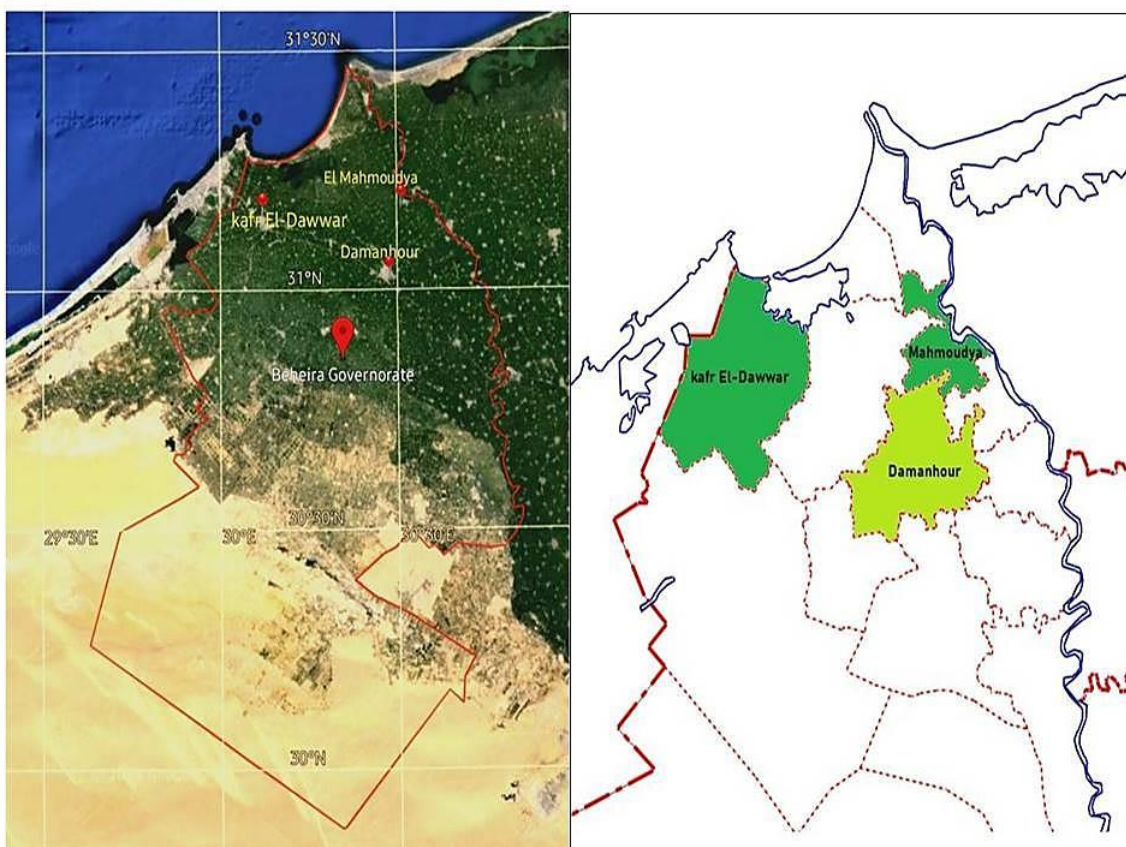 31°30'N
El Mahmoudya
kafr El-Dawwar
Damanhour
31°N
Beheira Governorate
30°30'N
29°30'E
30°E
30°30'E
30°N
Mahmoudya
kafr El-Dawwar
Damanhour